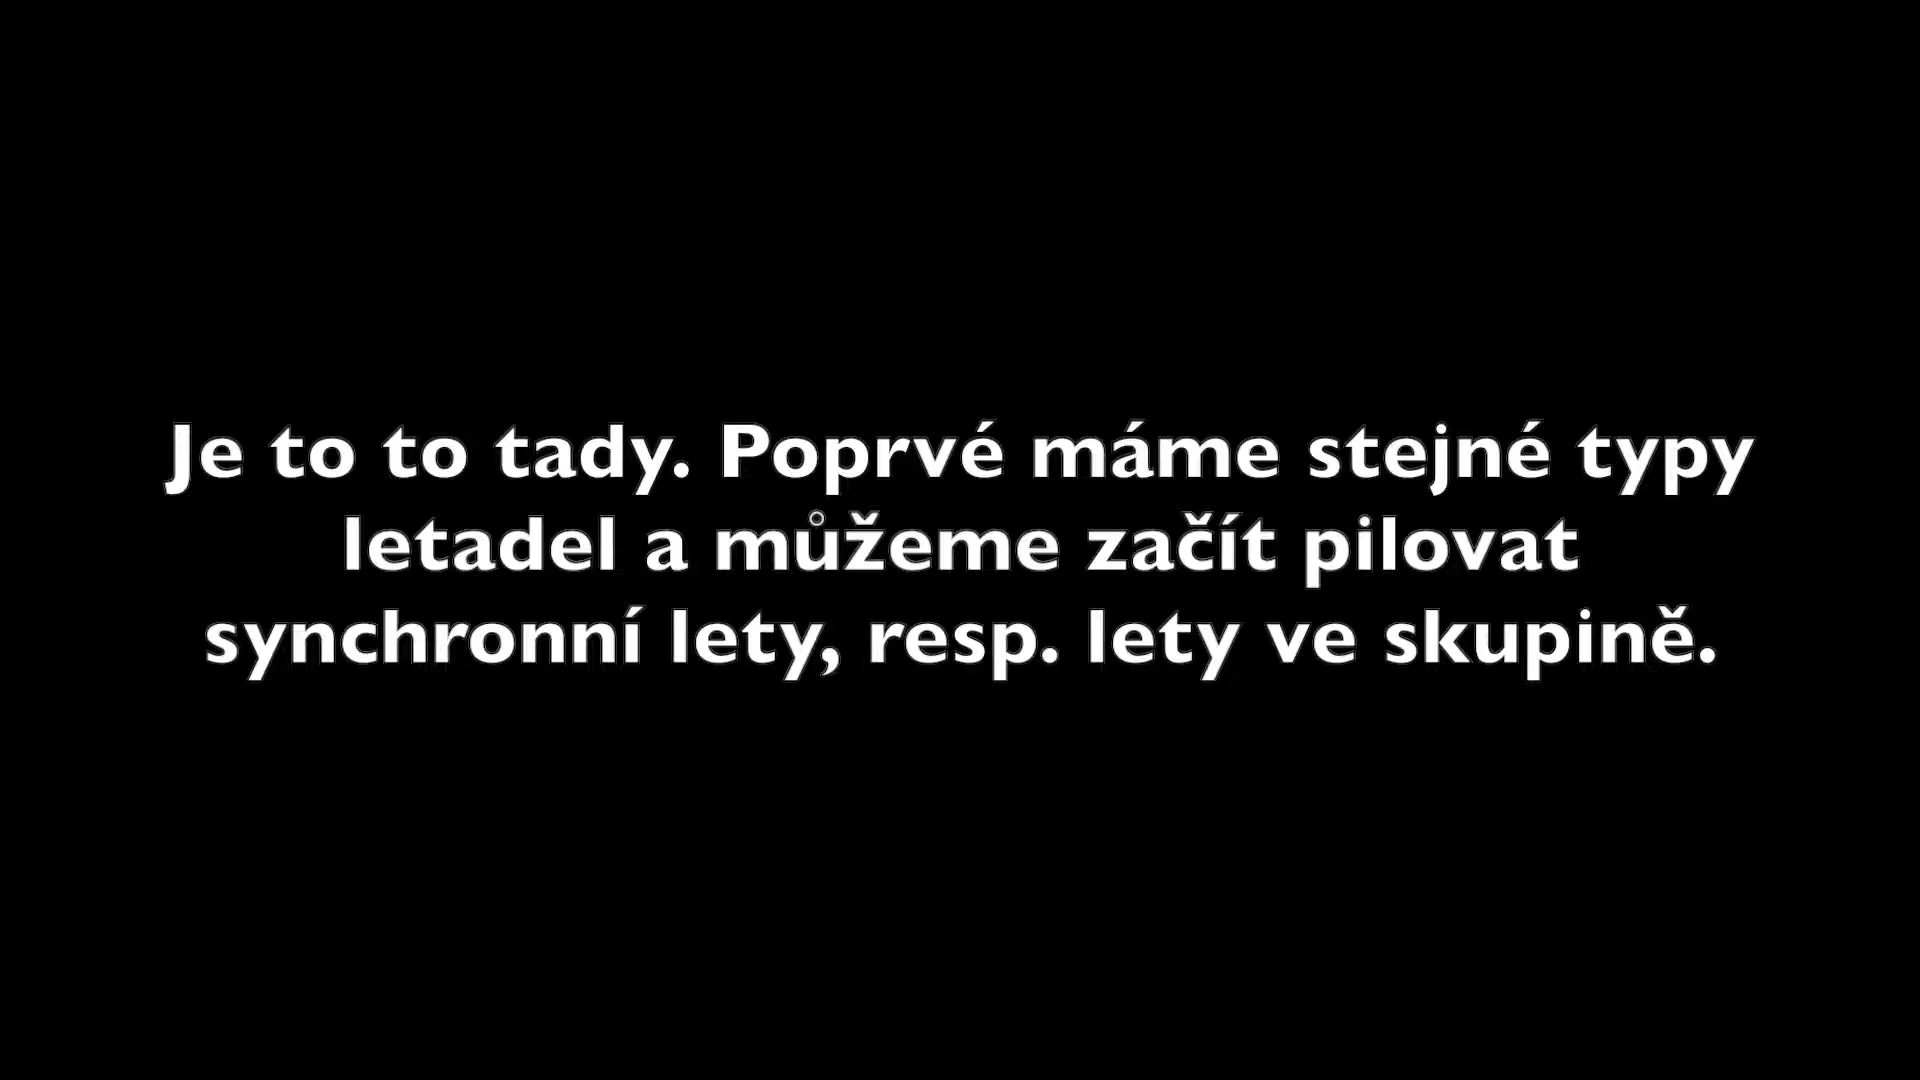 Je to to tady. Poprvé máme stejné typy
letadel a můžeme začít pilovat
synchronní lety, resp. lety ve skupině.